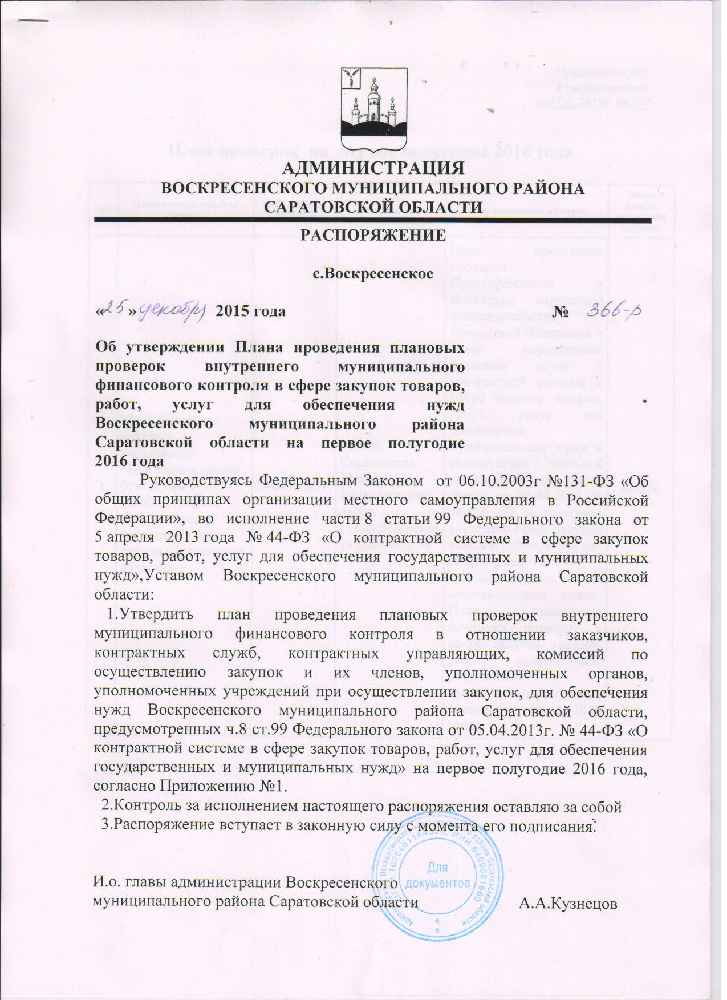 АДМИНИСТРАЦИЯ
ВОСКРЕСЕНСКОГО МУНИЦИПАЛЬНОГО РАЙОНА
САРАТОВСКОЙ ОБЛАСТИ
РАСПОРЯЖЕНИЕ
с.Воскресенское
«25» декабря 2015 года № 366-р
Об утверждении Плана проведения плановых
проверок внутреннего муниципального
финансового контроля в сфере закупок товаров,
работ, услуг для обеспечения нужд
Воскресенского муниципального района
Саратовской области на первое полугодие
2016 года
Руководствуясь Федеральным Законом от 06.10.2003г №131-ФЗ «Об
общих принципах организации местного самоуправления в Российской
Федерации», во исполнение части 8 статьи 99 Федерального закона от
5 апреля 2013 года № 44-ФЗ «О контрактной системе в сфере закупок
товаров, работ, услуг для обеспечения государственных и муниципальных
нужд»,Уставом Воскресенского муниципального района Саратовской
области:
1.Утвердить план проведения плановых проверок внутреннего
муниципального финансового контроля в отношении заказчиков,
контрактных служб, контрактных управляющих, комиссий по
осуществлению закупок и их членов, уполномоченных органов,
уполномоченных учреждений при осуществлении закупок, для обеспечения
нужд Воскресенского муниципального района Саратовской области,
предусмотренных ч.8 ст.99 Федерального закона от 05.04.2013г. № 44-ФЗ «О
контрактной системе в сфере закупок товаров, работ, услуг для обеспечения
государственных и муниципальных нужд» на первое полугодие 2016 года,
согласно Приложению №1.
2.Контроль за исполнением настоящего распоряжения оставляю за собой
3.Распоряжение вступает в законную силу с момента его подписания.
И.о. главы администрации Воскресенского
муниципального района Саратовской области А.А.Кузнецов
Для
документов